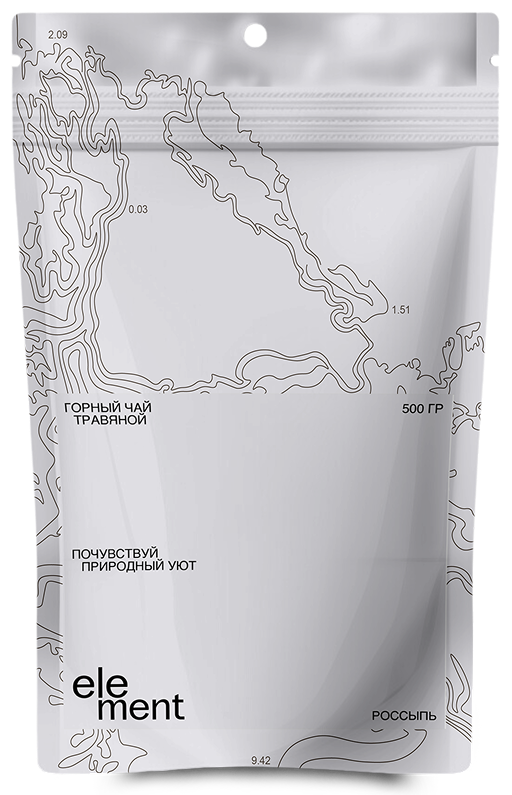 2.09
0.03
1.51
ГОРНЫЙ ЧАЙ
ТРАВЯНОЙ
500 ГР
ПОЧУВСТВУЙ
ПРИРОДНЫЙ УЮТ
ele
ment
РОССЫПЬ
9.42